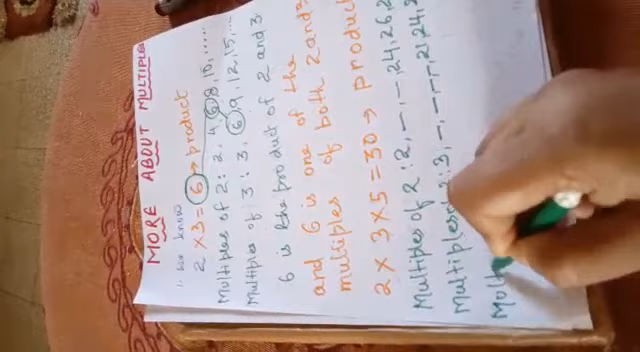 MORE ABOUT MULTIPLES
1. We know
2 x 3 = 6 → product
Multiples of 2 : 2, 4, 6, 8, 10, .....
Multiples of 3 : 3, 6, 9, 12, 15, ...
6 is the product of 2 and 3
and 6 is one of the
multiples of both 2 and 3
2 x 3 x 5 = 30 → product
Multiples of 2 : 2, -, -, 24, 26, 2
Multiples of 3 : 3, -, -, 21, 24, 2
Mult